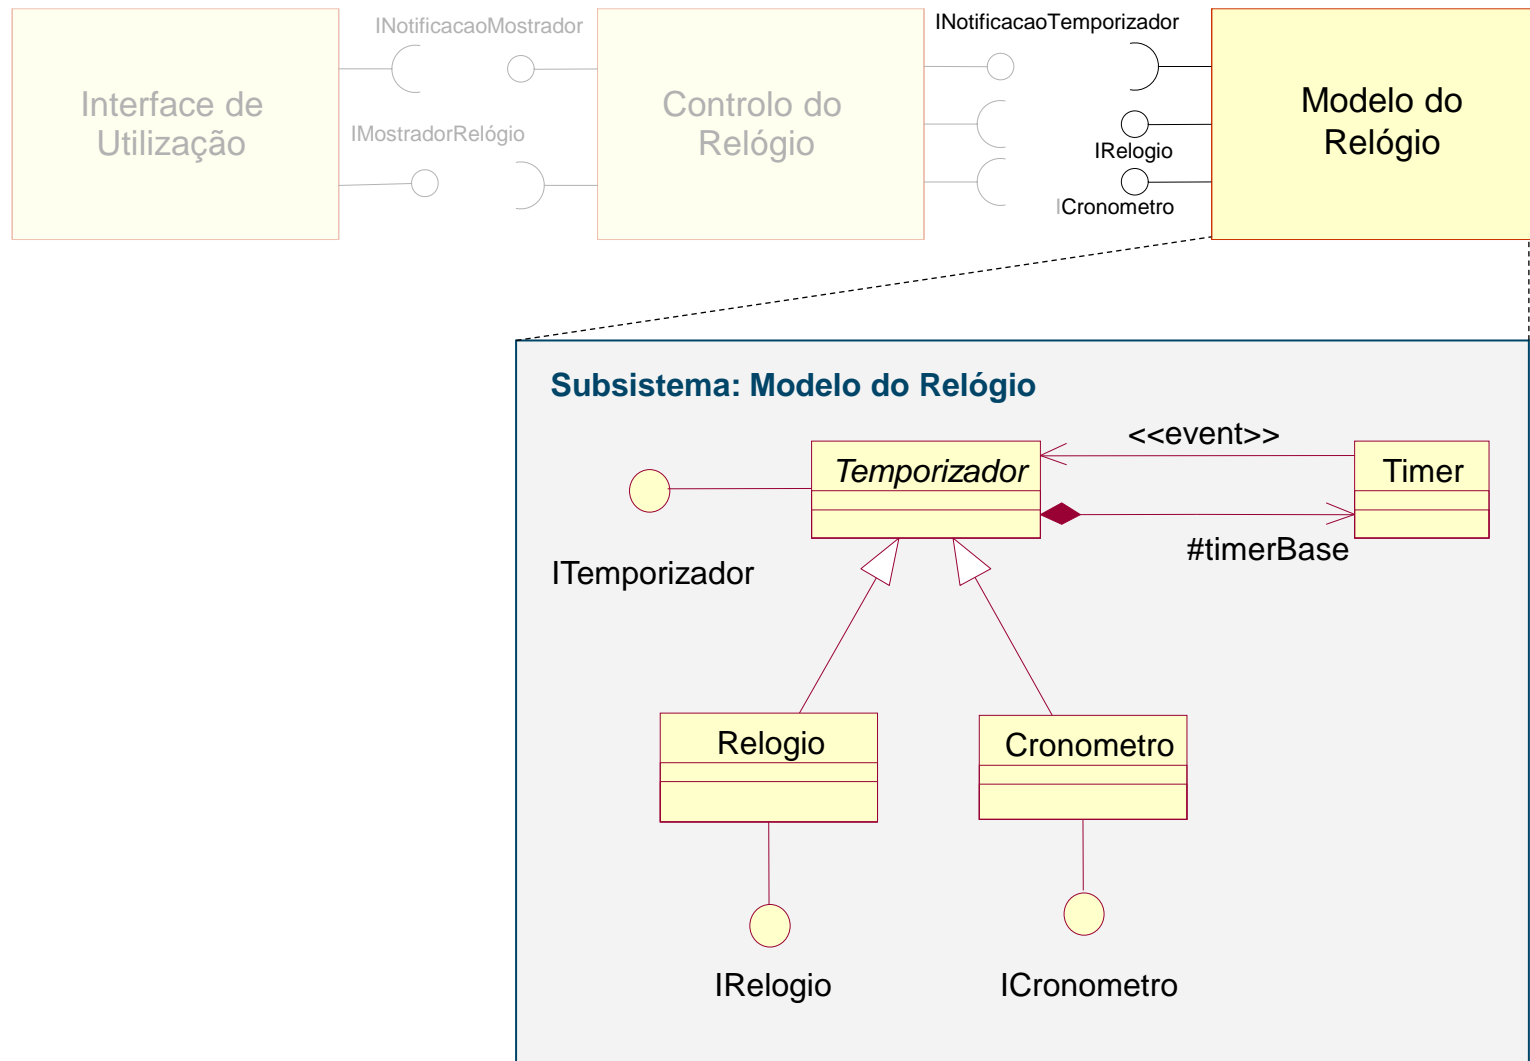 INotificacaoMostrador
INotificacaoTemporizador
Interface de
Utilização
IMostradorRelógio
Controlo do
Relógio
IRelogio
ICronometro
Modelo do
Relógio
Subsistema: Modelo do Relógio
<<event>>
Temporizador
Timer
#timerBase
ITemporizador
Relogio
Cronometro
IRelogio
ICronometro